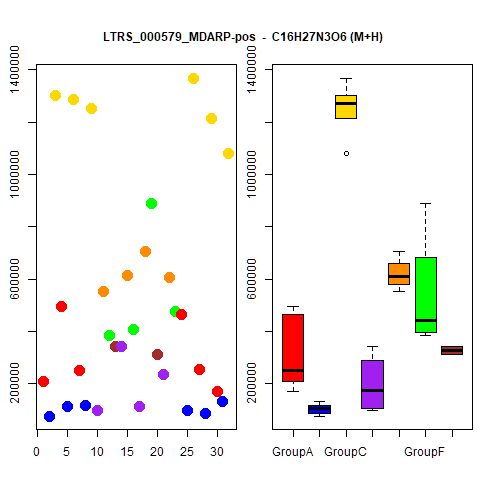 LTRS_000579_MDARP-pos - C16H27N3O6 (M+H)
1400000
1000000
600000
200000
0 5 10 15 20 25 30
1400000
1000000
600000
200000
GroupA GroupC GroupF